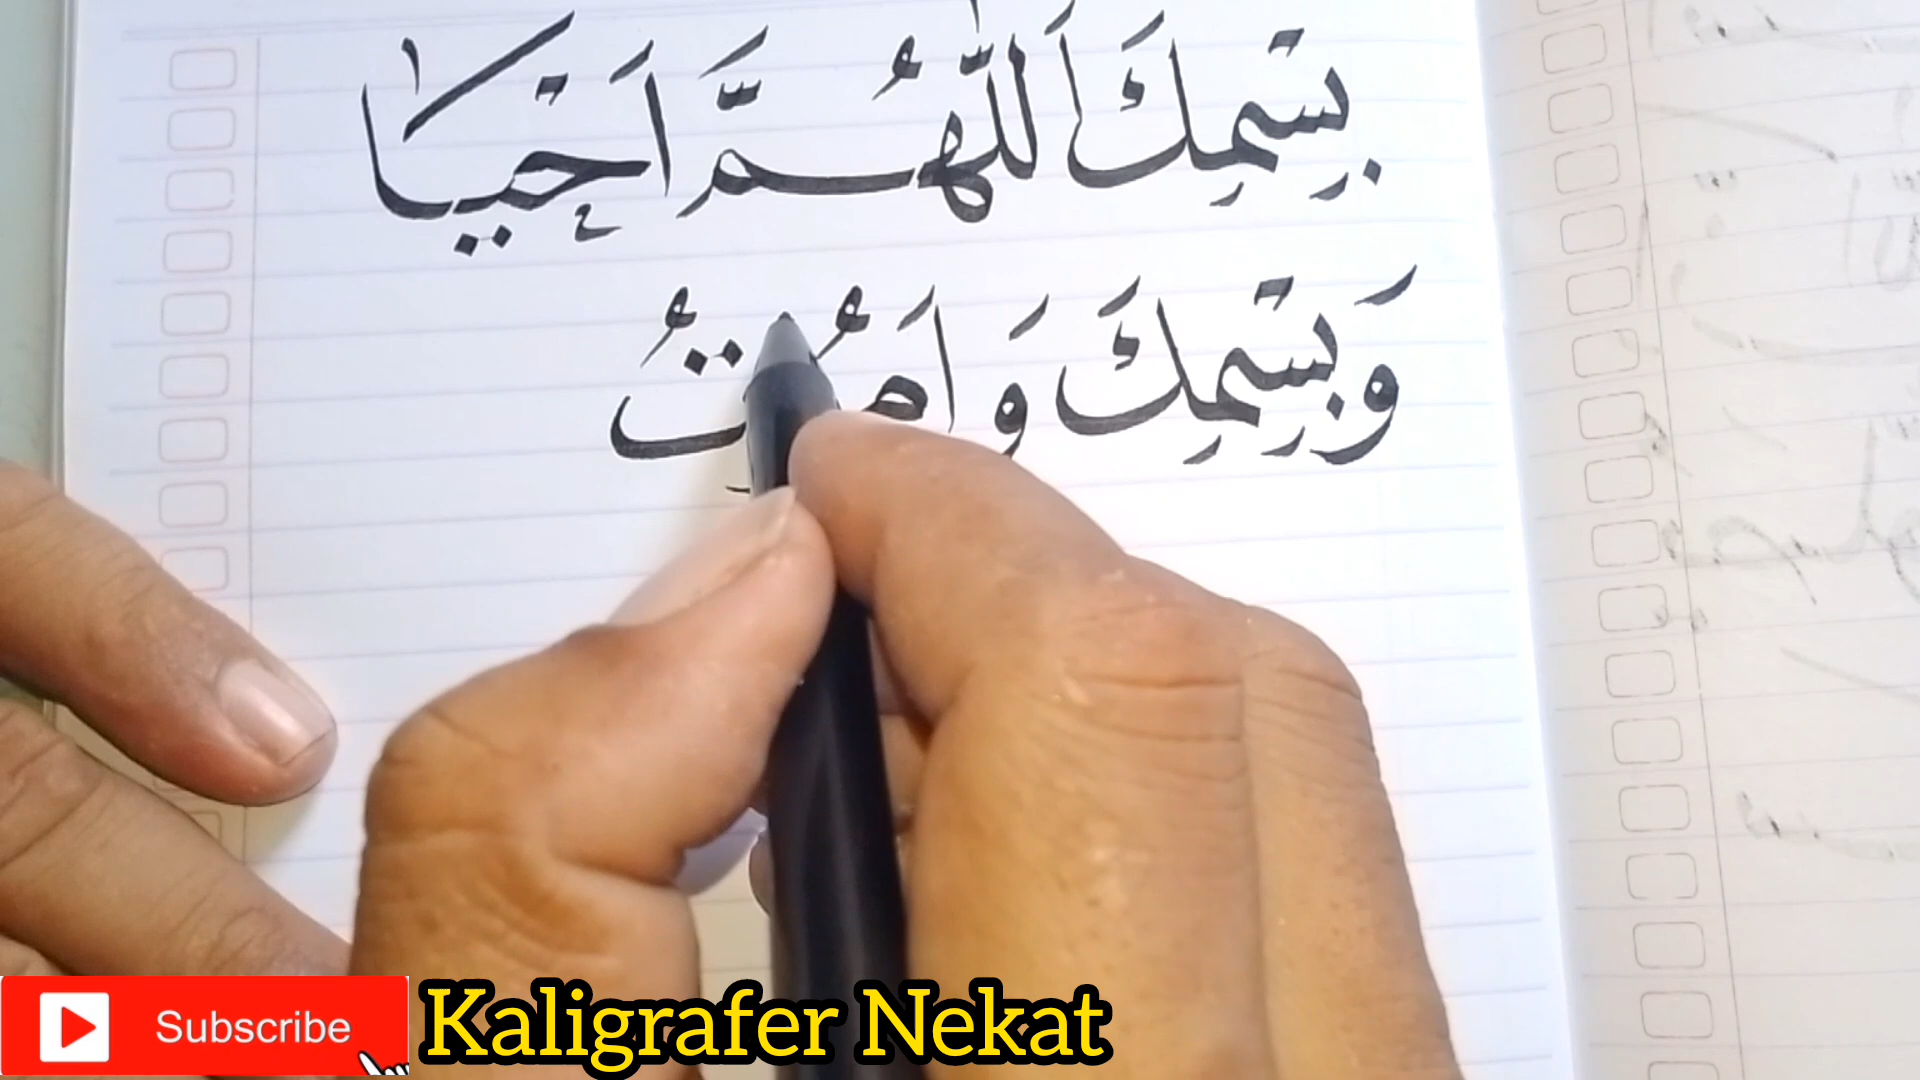 بِسْمِكَ اَللّٰهُمَّ اَحْيَا
وَبِسْمِكَ وَ اَمُتُ
Subscribe
Kaligrafer Nekat